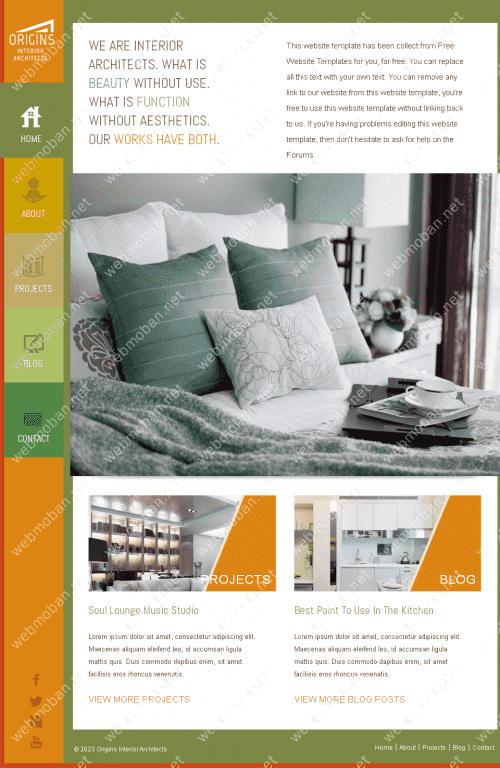 ORIGINS
INTERIOR
ARCHITECTS
HOME
ABOUT
PROJECTS
BLOG
CONTACT
WE ARE INTERIOR
ARCHITECTS. WHAT IS
BEAUTY WITHOUT USE.
WHAT IS FUNCTION
WITHOUT AESTHETICS.
OUR WORKS HAVE BOTH.
This website template has been collect from Free
Website Templates for you, for free. You can replace
all this text with your own text. You can remove any
link to our website from this website template, you're
free to use this website template without linking back
to us. If you're having problems editing this website
template, then don't hesitate to ask for help on the
Forums
PROJECTS
Soul Lounge Music Studio
Lorem ipsum dolor sit amet, consectetur adipiscing elit.
Maecenas aliquam eleifend leo, id accumsan ligula
mattis quis. Duis commodo dapibus enim, sit amet
facilisis eros rhoncus venenatis.
VIEW MORE PROJECTS
BLOG
Best Paint To Use In The Kitchen
Lorem ipsum dolor sit amet, consectetur adipiscing elit.
Maecenas aliquam eleifend leo, id accumsan ligula
mattis quis. Duis commodo dapibus enim, sit amet
facilisis eros rhoncus venenatis.
VIEW MORE BLOG POSTS
© 2023 Origins Interior Architects
Home | About | Projects | Blog | Contact
webmoban.net